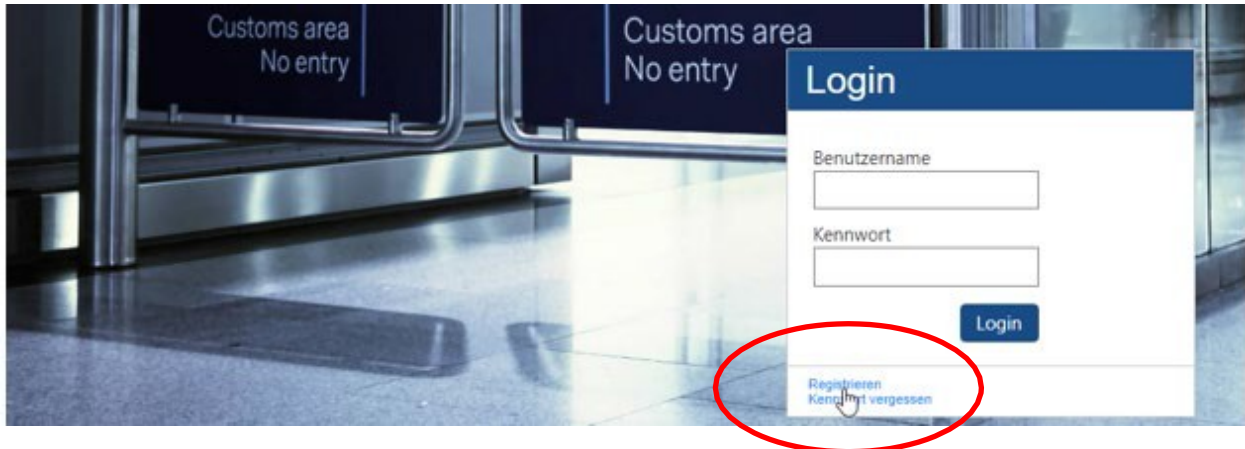 Customs area
No entry
Customs area
No entry
Login
Benutzername
Kennwort
Login
Registrieren
Kennwort vergessen